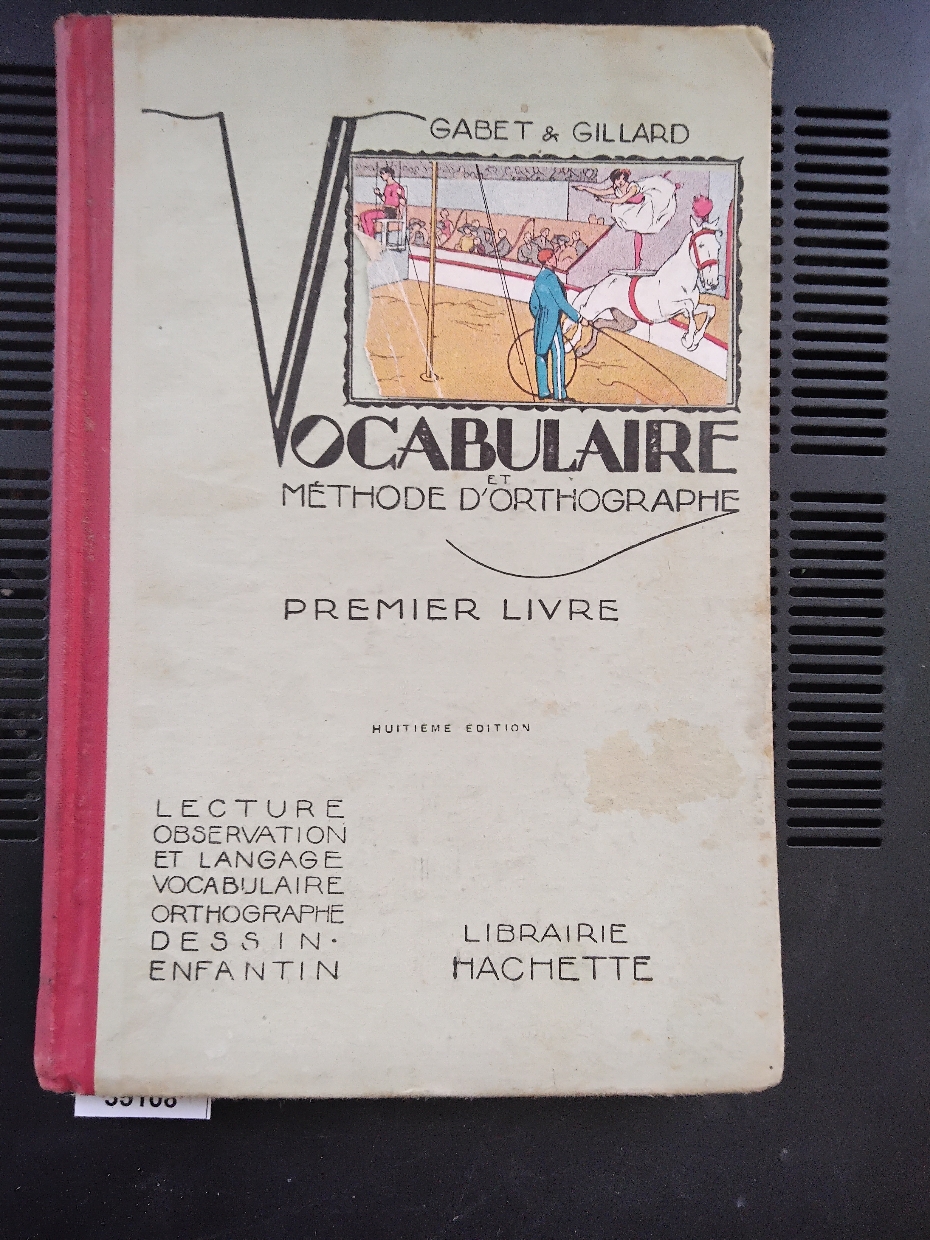 GABET & GILLARD
VOCABULAIRE
ET
MÉTHODE D'ORTHOGRAPHE
PREMIER LIVRE
HUITIÈME EDITION
LECTURE
OBSERVATION
ET LANGAGE
VOCABULAIRE
ORTHOGRAPHE
DESSIN.
ENFANTIN
LIBRAIRIE
HACHETTE